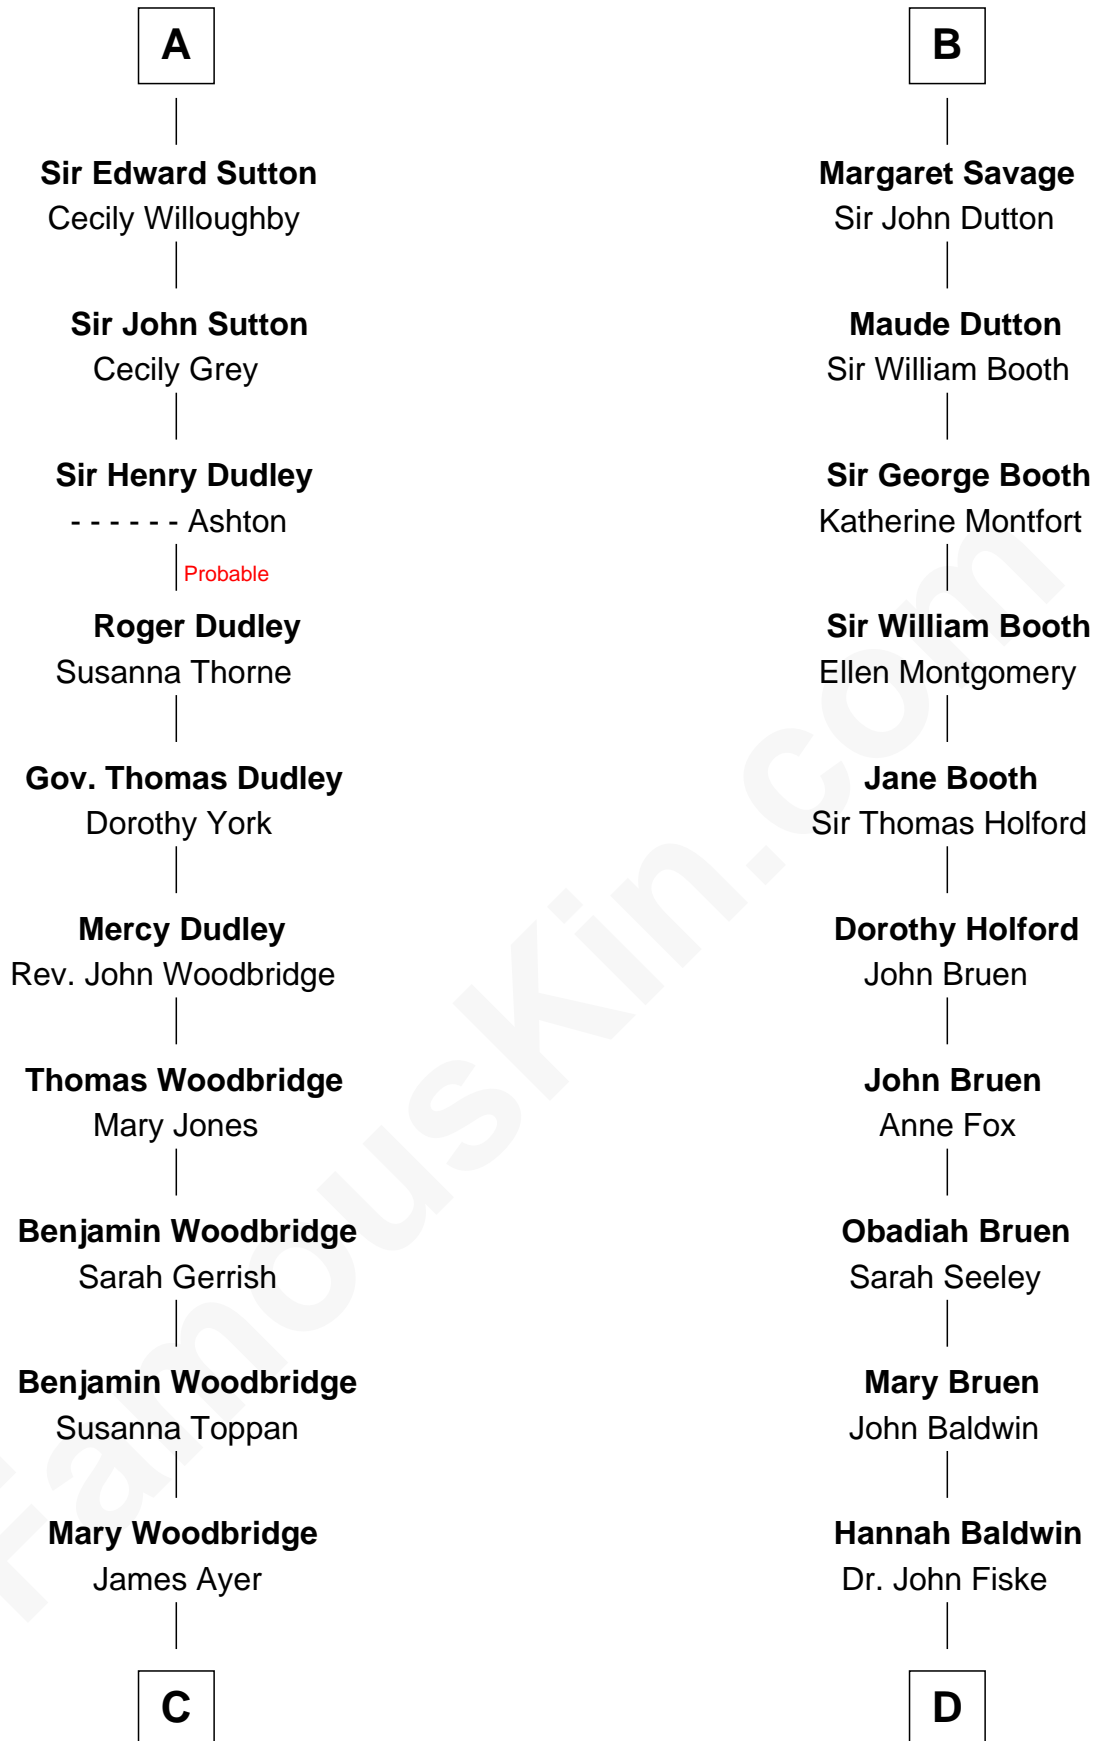 A
Sir Edward Sutton
Cecily Willoughby
Sir John Sutton
Cecily Grey
Sir Henry Dudley
- - - - - - Ashton
Probable
Roger Dudley
Susanna Thorne
Gov. Thomas Dudley
Dorothy York
Mercy Dudley
Rev. John Woodbridge
Thomas Woodbridge
Mary Jones
Benjamin Woodbridge
Sarah Gerrish
Benjamin Woodbridge
Susanna Toppan
Mary Woodbridge
James Ayer
C
B
Margaret Savage
Sir John Dutton
Maude Dutton
Sir William Booth
Sir George Booth
Katherine Montfort
Sir William Booth
Ellen Montgomery
Jane Booth
Sir Thomas Holford
Dorothy Holford
John Bruen
John Bruen
Anne Fox
Obadiah Bruen
Sarah Seeley
Mary Bruen
John Baldwin
Hannah Baldwin
Dr. John Fiske
D
FamousKin.com